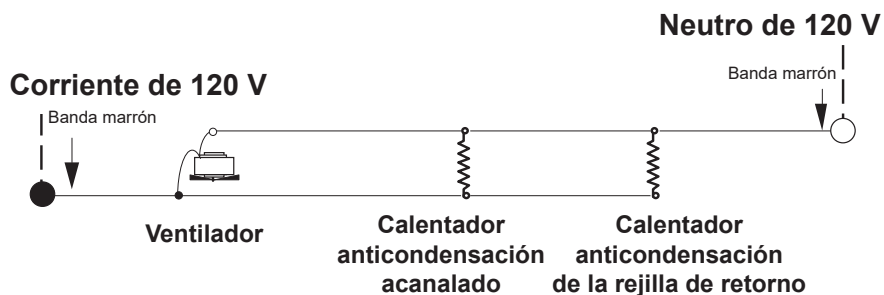 Neutro de 120 V
Banda marrón
Corriente de 120 V
Banda marrón
Ventilador
Calentador
anticondensación
acanalado
Calentador
anticondensación
de la rejilla de retorno